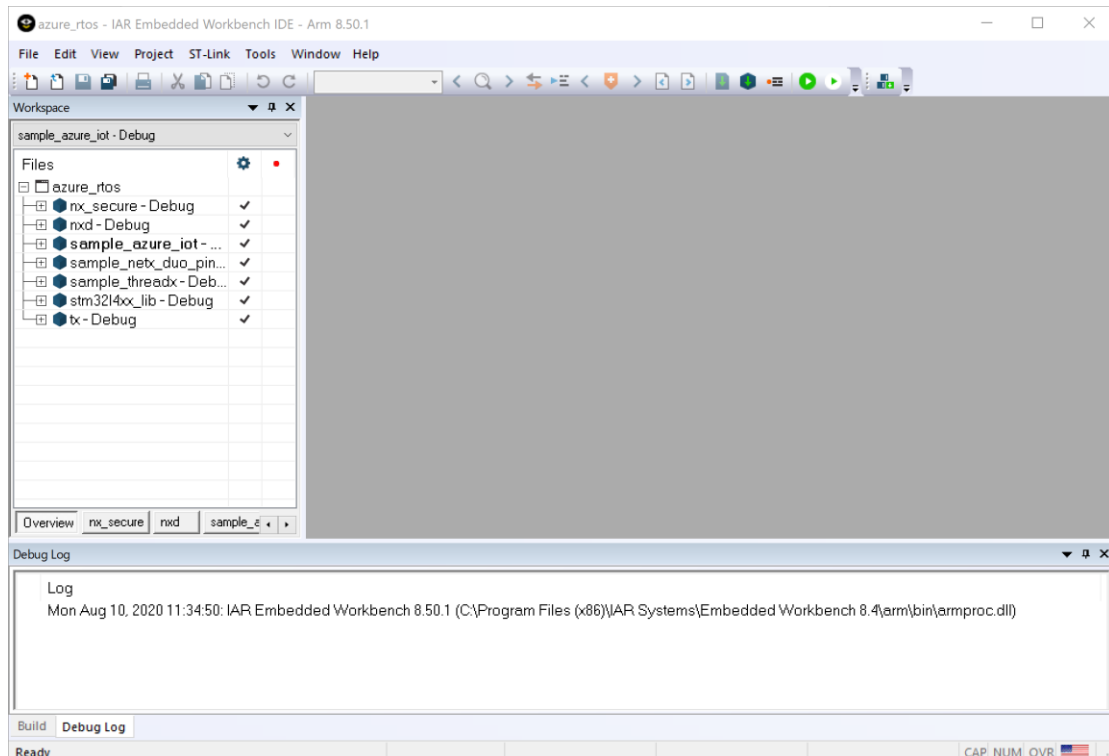 azure_rtos - IAR Embedded Workbench IDE - Arm 8.50.1
File Edit View Project ST-Link Tools Window Help
Workspace
sample_azure_iot - Debug
Files
azure_rtos
nx_secure - Debug
nxd - Debug
sample_azure_iot - ...
sample_netx_duo_pin...
sample_threadx - Deb...
stm32l4xx_lib - Debug
tx - Debug
Overview nx_secure nxd sample_a
Debug Log
Log
Mon Aug 10, 2020 11:34:50: IAR Embedded Workbench 8.50.1 (C:\Program Files (x86)\IAR Systems\Embedded Workbench 8.4\arm\bin\armproc.dll)
Build Debug Log
Ready CAP NUM OVR